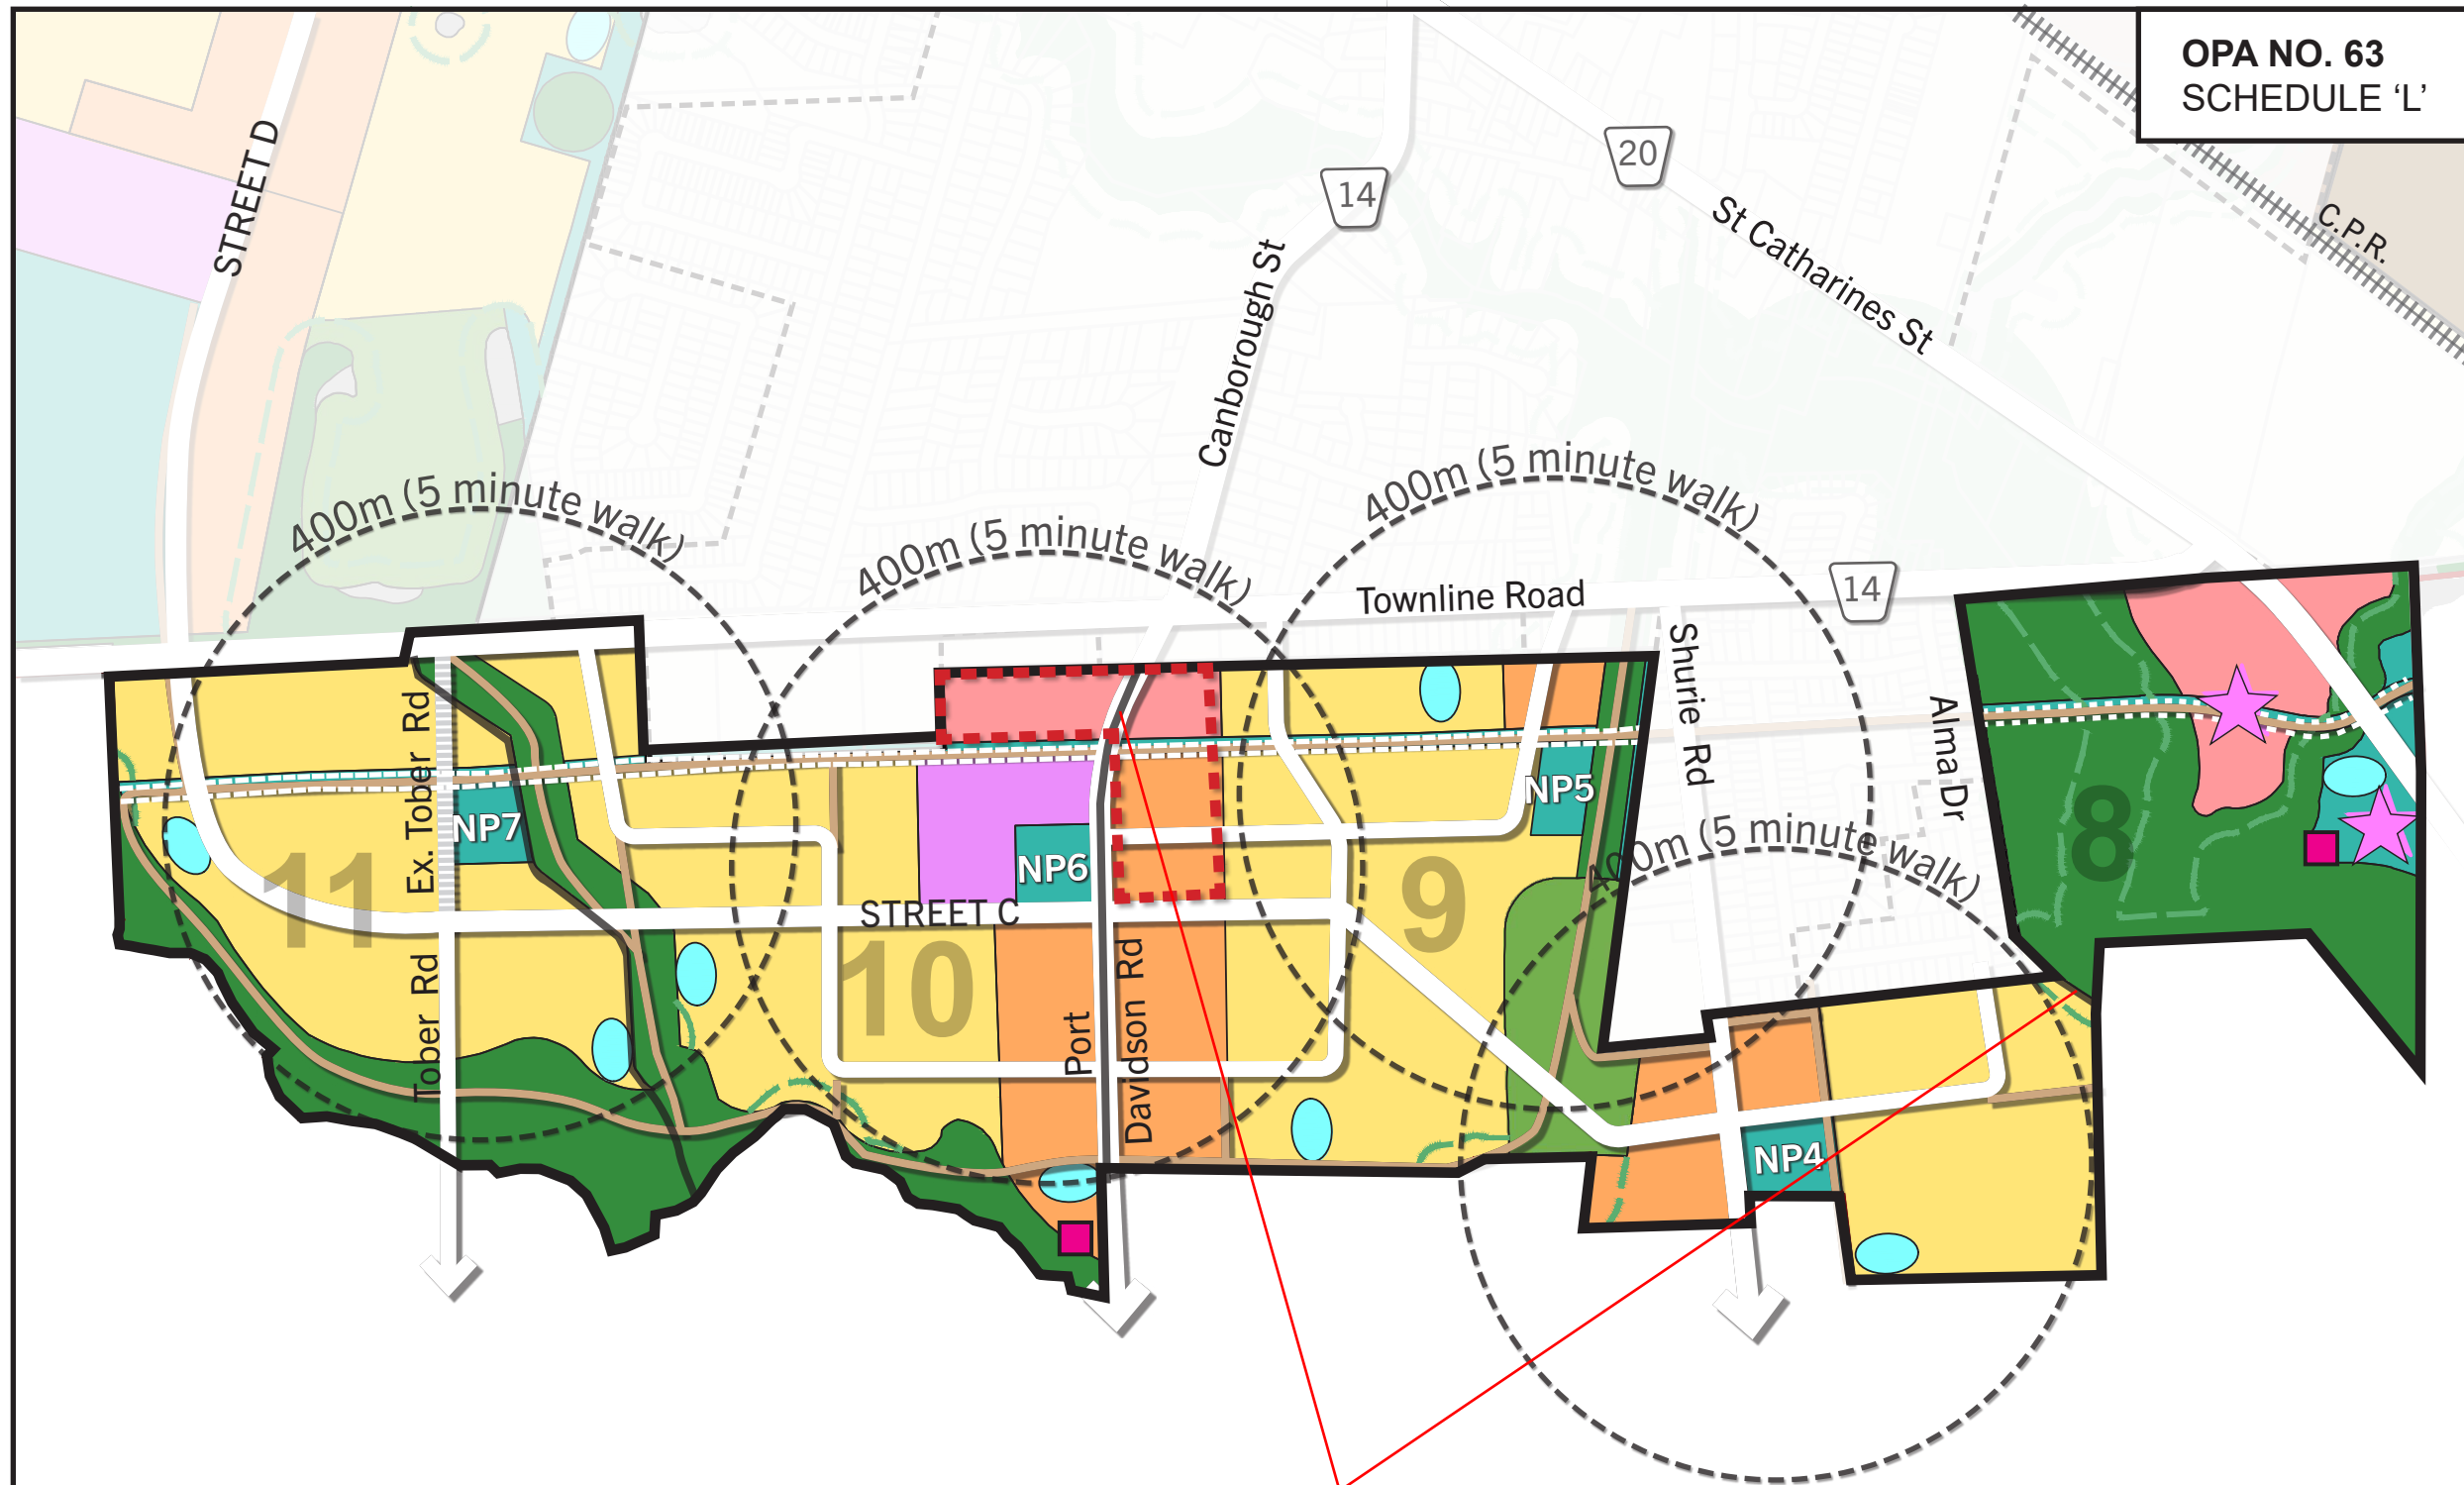 OPA NO. 63
SCHEDULE ‘L’
STREET D
14
20
Canborough St
St Catharines St
C.P.R.
400m (5 minute walk)
400m (5 minute walk)
400m (5 minute walk)
Townline Road
14
Shurie Rd
Alma Dr
Ex. Tober Rd
NP7
11
NP6
NP5
9
8
400m (5 minute walk)
STREET C
10
Tober Rd
Port
Davidson Rd
NP4